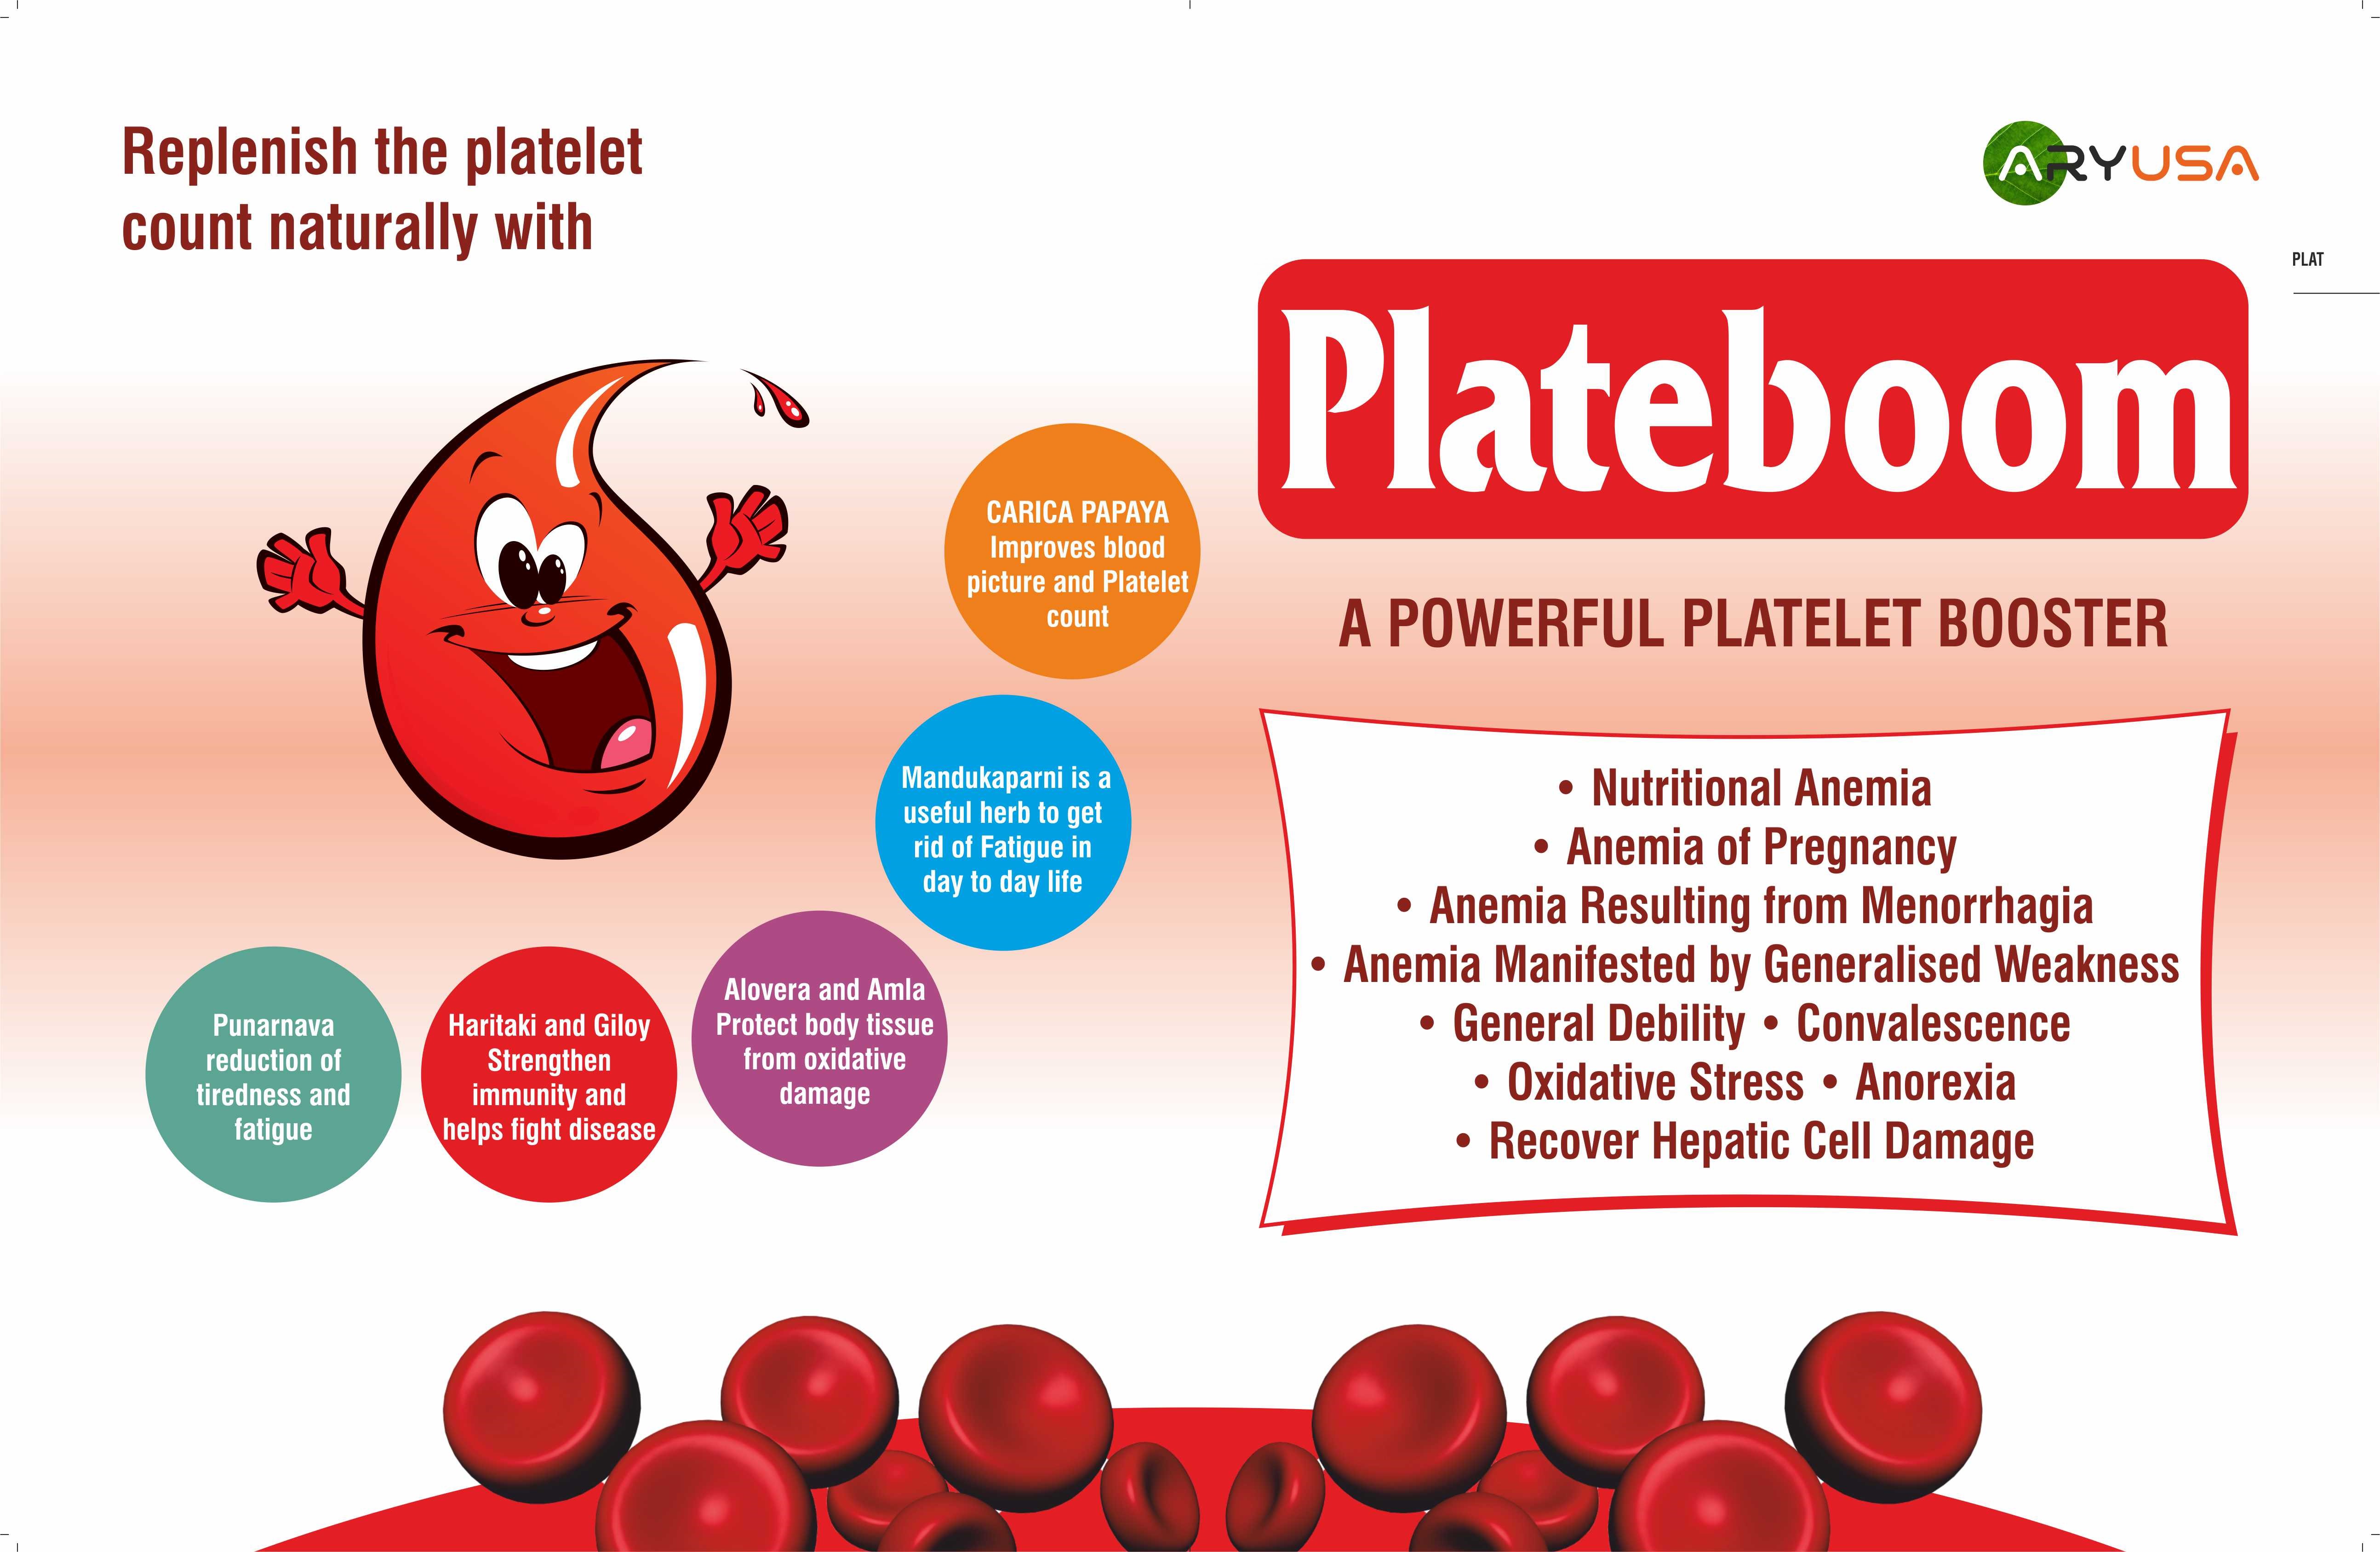 Replenish the platelet
count naturally with
CARICA PAPAYA
Improves blood
picture and Platelet
count
Mandukaparni is a
useful herb to get
rid of Fatigue in
day to day life
Alovera and Amla
Protect body tissue
from oxidative
damage
Haritaki and Giloy
Strengthen
immunity and
helps fight disease
Punarnava
reduction of
tiredness and
fatigue
ARYUSA
PLAT
Plateboom
A POWERFUL PLATELET BOOSTER
• Nutritional Anemia
• Anemia of Pregnancy
• Anemia Resulting from Menorrhagia
• Anemia Manifested by Generalised Weakness
• General Debility • Convalescence
• Oxidative Stress • Anorexia
• Recover Hepatic Cell Damage